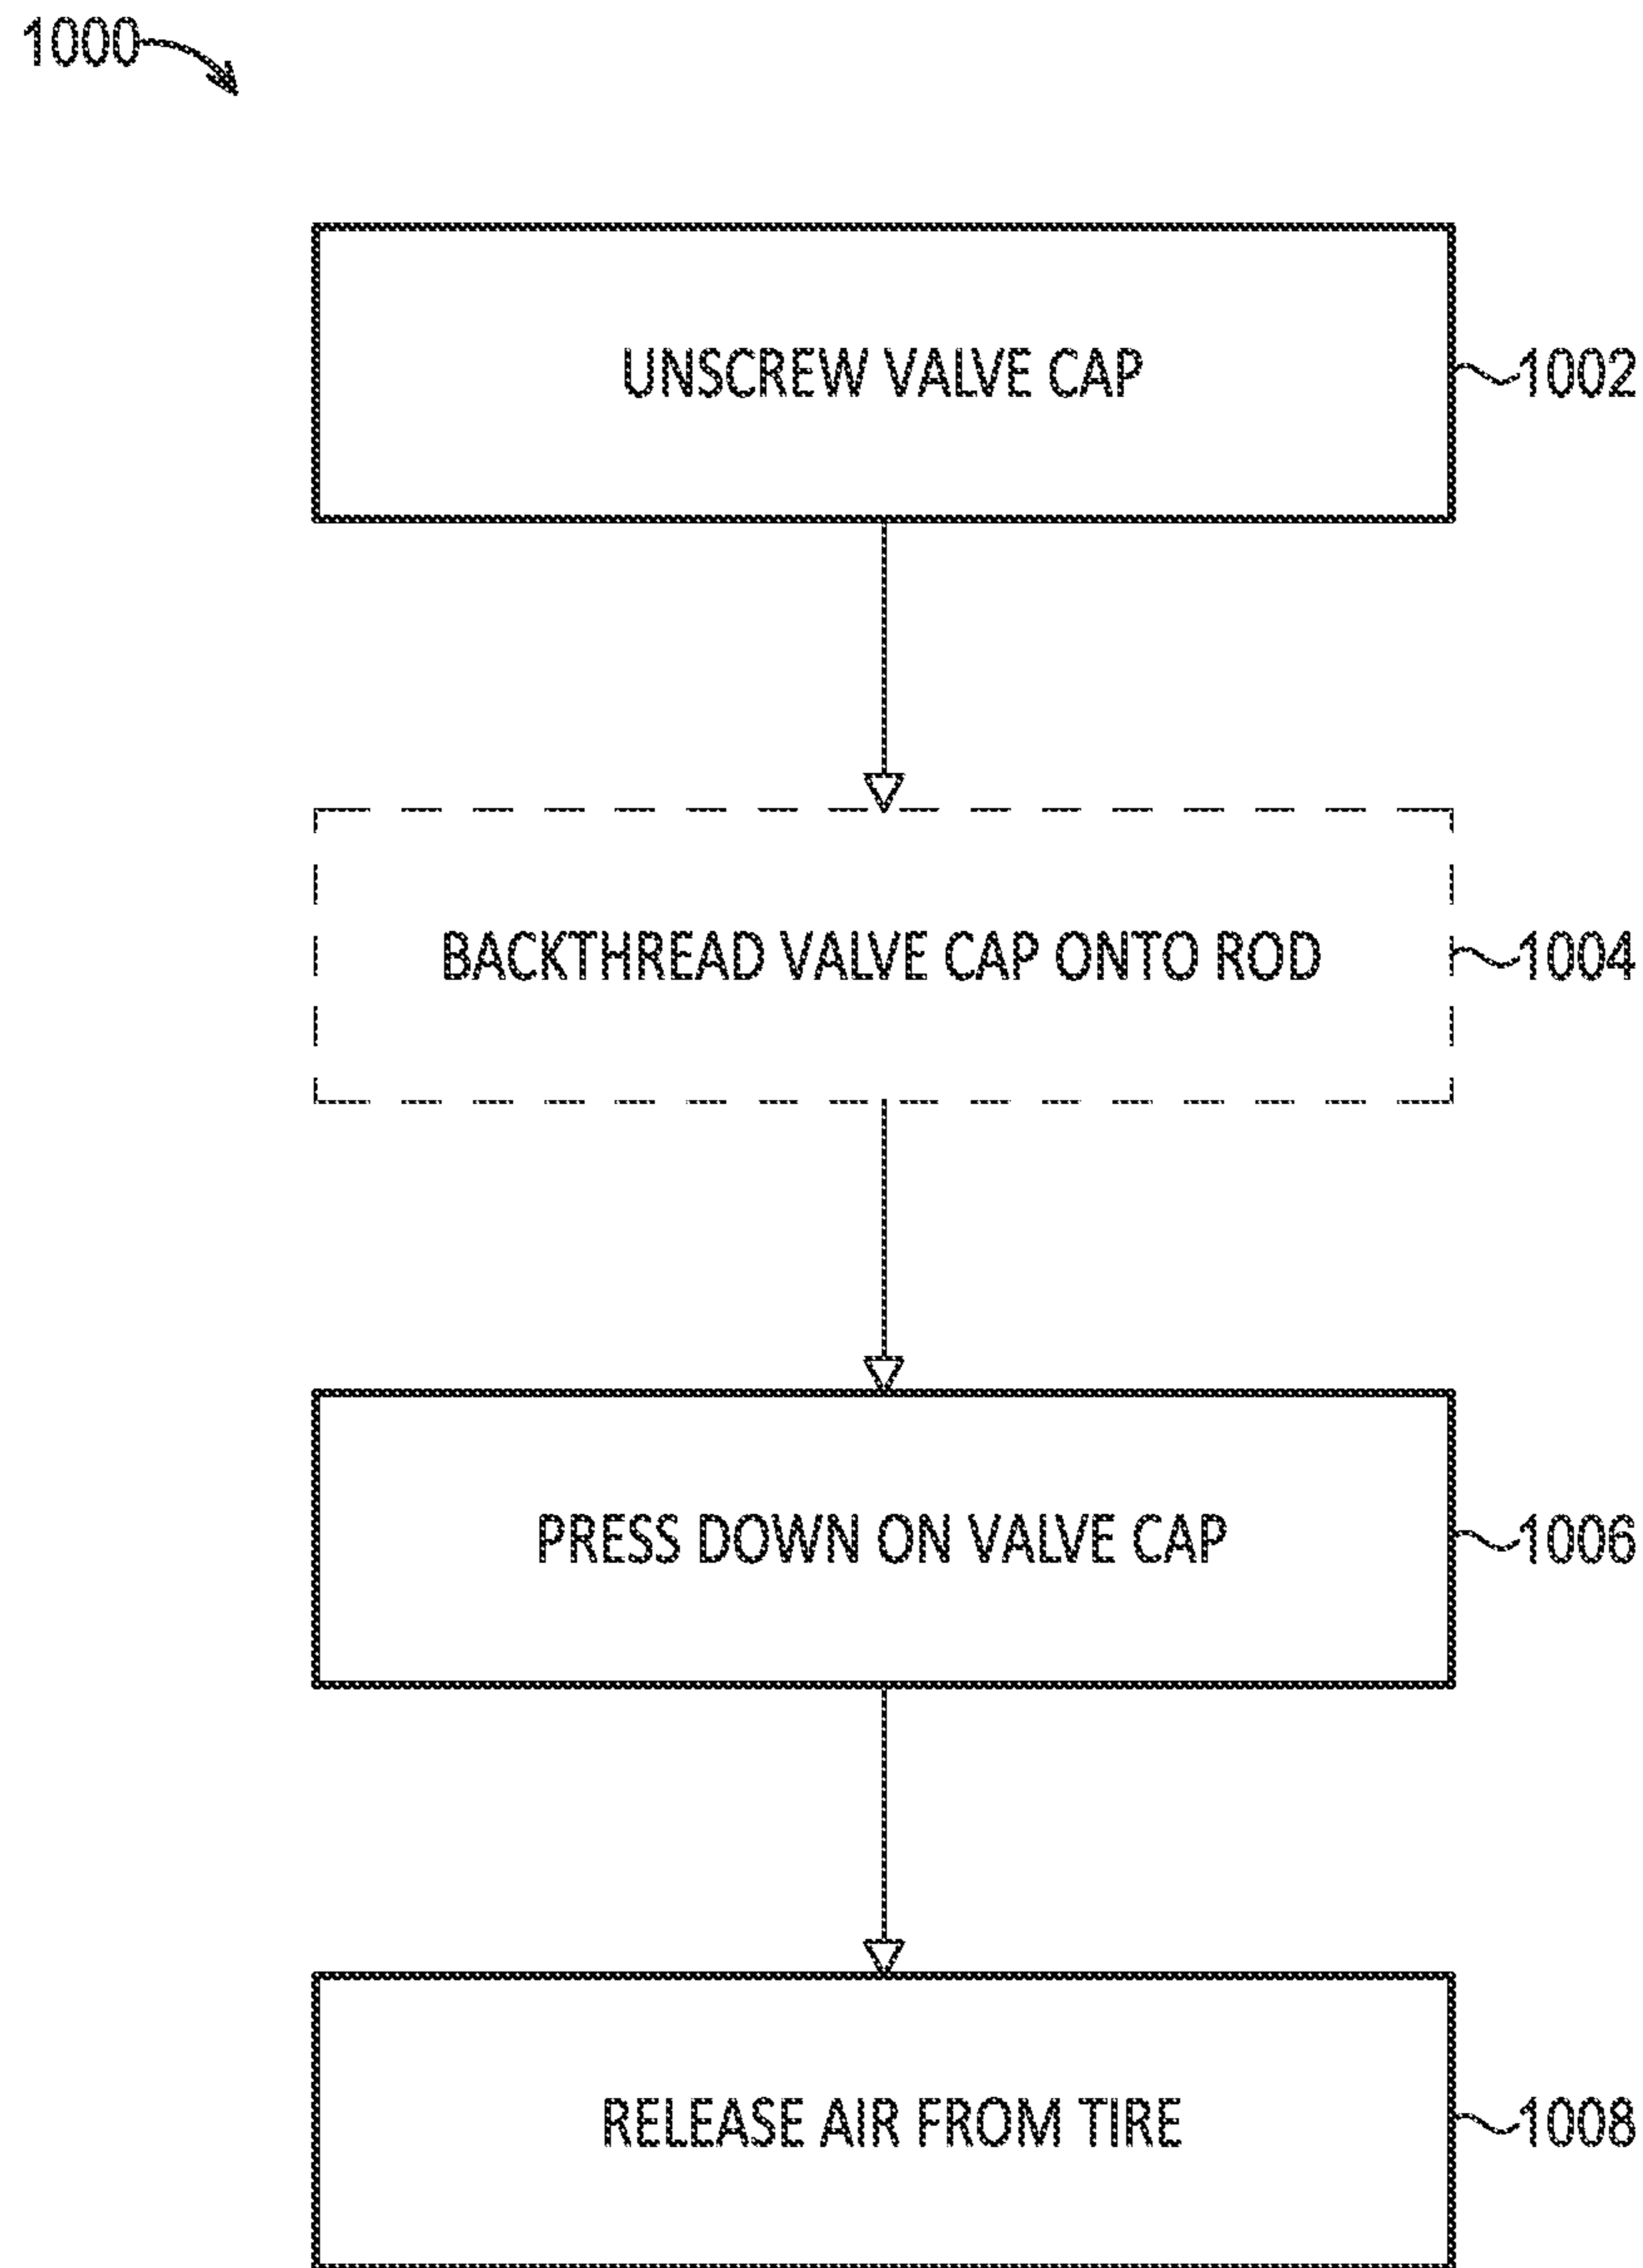 1000
UNSCREW VALVE CAP
1002
BACKTHREAD VALVE CAP ONTO ROD
1004
PRESS DOWN ON VALVE CAP
1006
RELEASE AIR FROM TIRE
1008